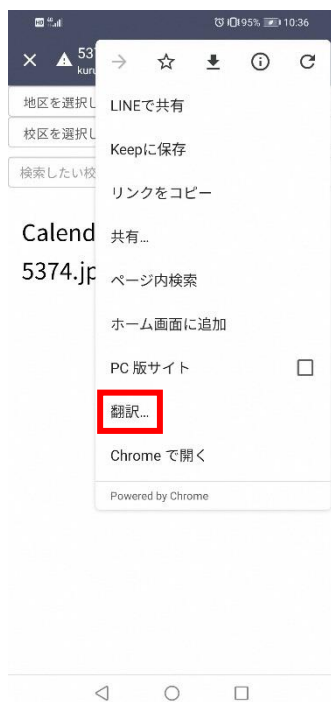 95% 10:36
53
kuru
地区を選択し
校区を選択し
検索したい校
Calend
5374.jp
LINEで共有
Keepに保存
リンクをコピー
共有...
ページ内検索
ホーム画面に追加
PC 版サイト
翻訳...
Chrome で開く
Powered by Chrome